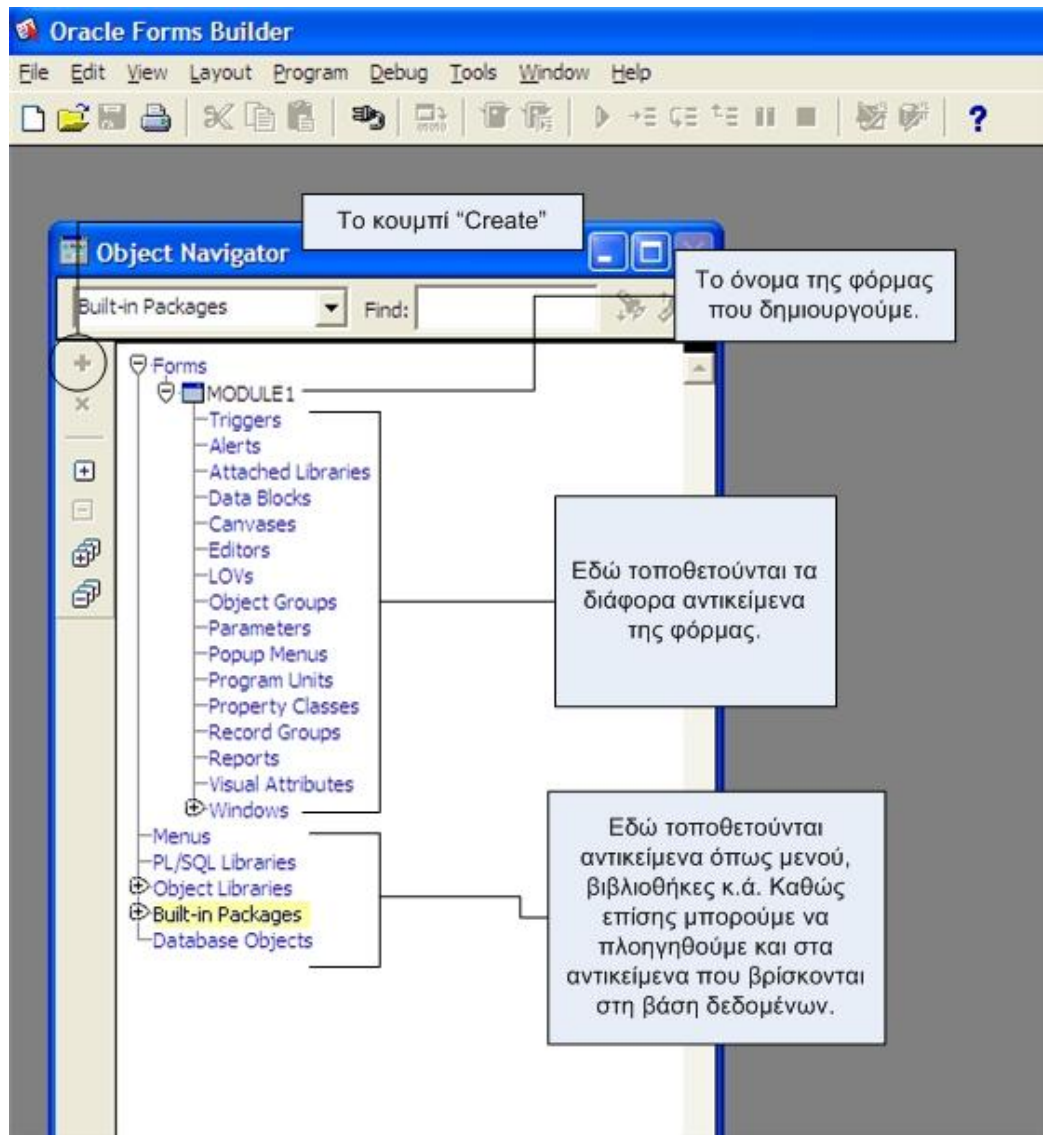 Oracle Forms Builder
File Edit View Layout Program Debug Tools Window Help
Το κουμπί “Create”
Object Navigator
Το όνομα της φόρμας
που δημιουργούμε.
Built-in Packages
Find:
Forms
MODULE1
Triggers
Alerts
Attached Libraries
Data Blocks
Canvases
Editors
LOVs
Object Groups
Parameters
Popup Menus
Program Units
Property Classes
Record Groups
Reports
Visual Attributes
Windows
Εδώ τοποθετούνται τα
διάφορα αντικείμενα
της φόρμας.
Menus
PL/SQL Libraries
Object Libraries
Built-in Packages
Database Objects
Εδώ τοποθετούνται
αντικείμενα όπως μενού,
βιβλιοθήκες κ.ά. Καθώς
επίσης μπορούμε να
πλοηγηθούμε και στα
αντικείμενα που βρίσκονται
στη βάση δεδομένων.